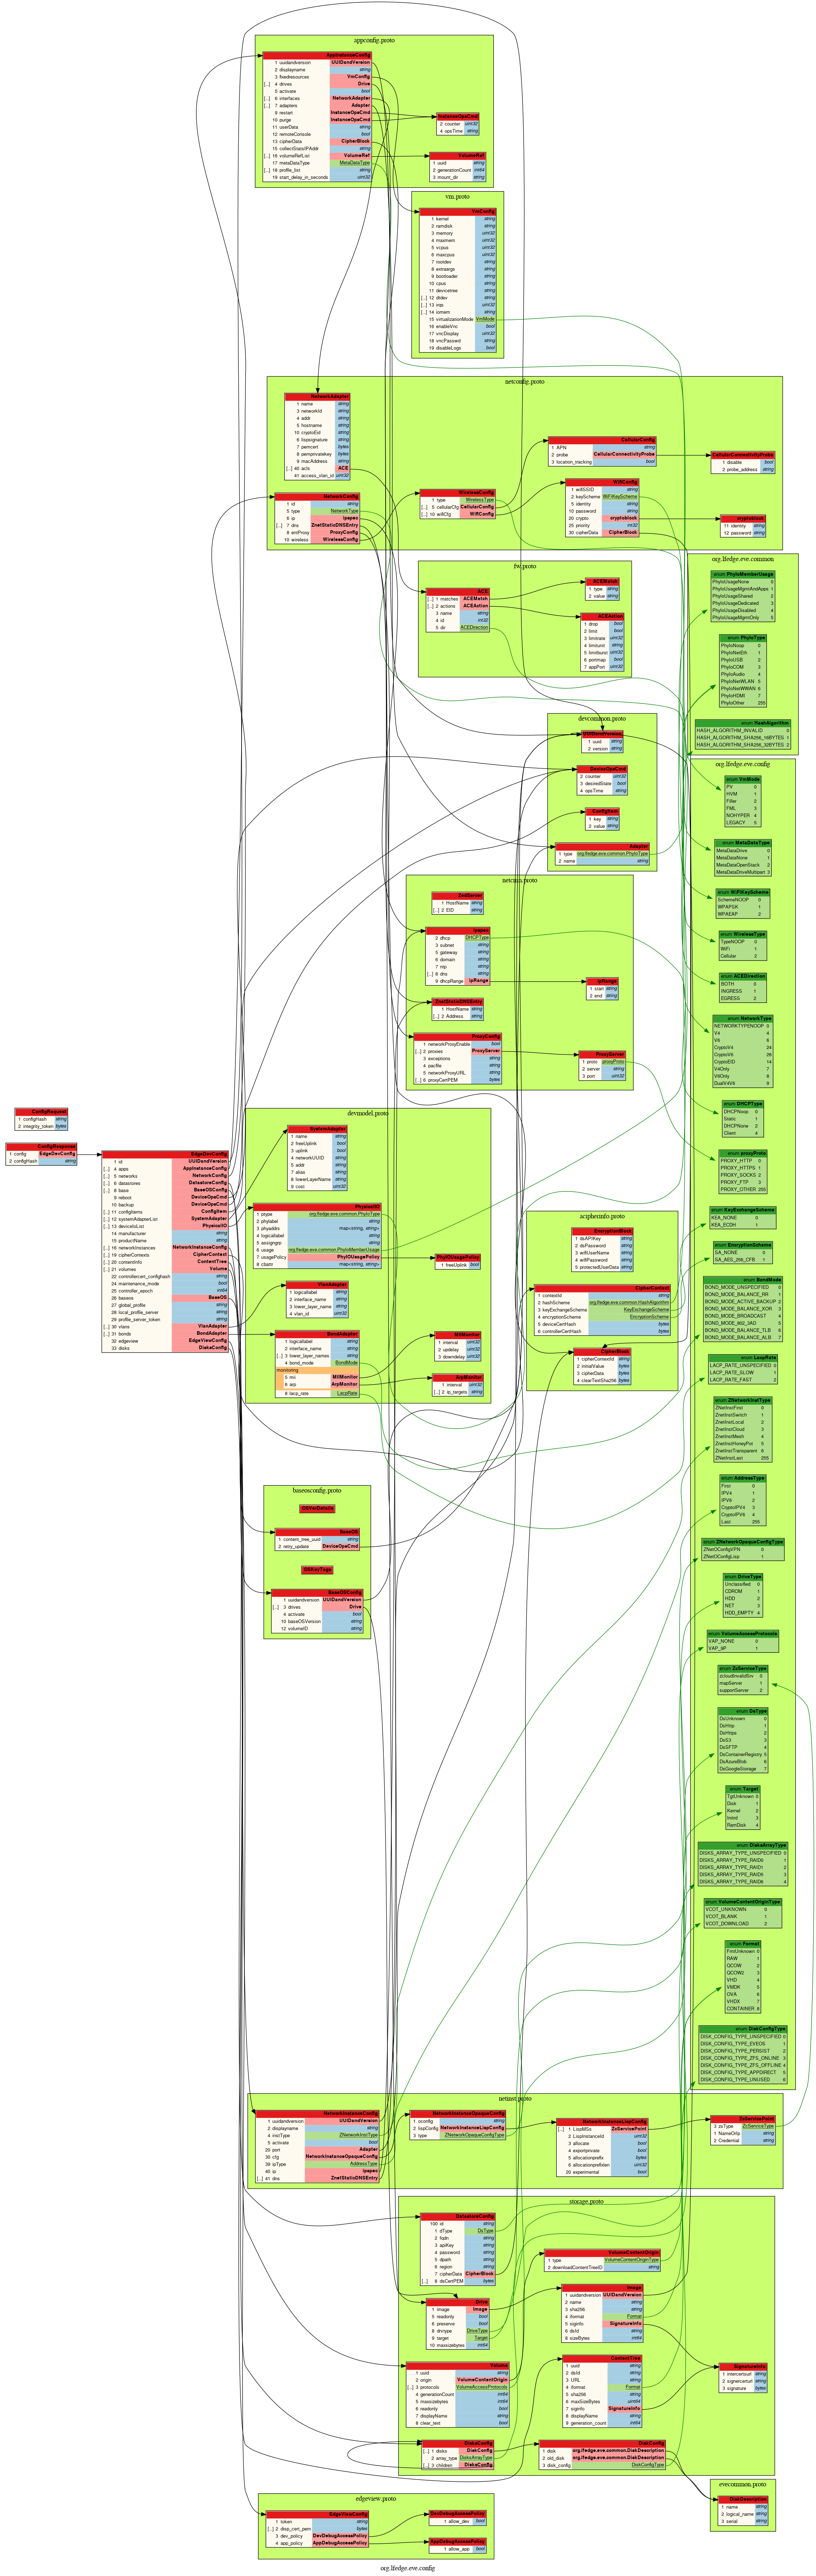 appconfig.proto
AppInstanceConfig
1 uuidandversion UUIDandVersion
2 displayname string
3 fixedresources VmConfig
[...] 4 drives Drive
5 activate bool
[...] 6 interfaces NetworkAdapter
[...] 7 adapters Adapter
9 restart InstanceOpsCmd
10 purge InstanceOpsCmd
11 userData string
12 remoteConsole bool
13 cipherData CipherBlock
15 collectStatsIPAddr string
[...] 16 volumeRefList VolumeRef
17 metaDataType MetaDataType
[...] 18 profile_list string
19 start_delay_in_seconds uint32
InstanceOpsCmd
2 counter uint32
4 opsTime string
VolumeRef
1 uuid string
2 generationCount int64
3 mount_dir string
vm.proto
VmConfig
1 kernel string
2 ramdisk string
3 memory uint32
4 maxmem uint32
5 vcpus uint32
6 maxcpus uint32
7 rootdev string
8 extraargs string
9 bootloader string
10 cpus string
11 devicetree string
[...] 12 dtdev string
[...] 13 irqs uint32
[...] 14 iomem string
15 virtualizationMode VmMode
16 enableVnc bool
17 vncDisplay uint32
18 vncPasswd string
19 disableLogs bool
netconfig.proto
NetworkAdapter
1 name string
3 networkId string
4 addr string
5 hostname string
10 cryptoEid string
6 lispsignature string
7 pemcert bytes
8 pemprivatekey bytes
9 macAddress string
[...] 40 acls ACE
41 access_vlan_id uint32
NetworkConfig
1 id string
5 type NetworkType
6 ip ipspec
[...] 7 dns ZnetStaticDNSEntry
8 entProxy ProxyConfig
10 wireless WirelessConfig
WirelessConfig
1 type WirelessType
[...] 5 cellularCfg CellularConfig
[...] 10 wifiCfg WifiConfig
CellularConfig
1 APN string
2 probe CellularConnectivityProbe
3 location_tracking bool
CellularConnectivityProbe
1 disable bool
2 probe_address string
WifiConfig
1 wifiSSID string
2 keyScheme WiFiKeyScheme
5 identity string
10 password string
20 crypto cryptoblock
25 priority int32
30 cipherData CipherBlock
cryptoblock
11 identity string
12 password string
fw.proto
ACE
[...] 1 matches ACEMatch
[...] 2 actions ACEAction
3 name string
4 id int32
5 dir ACEDirection
ACEMatch
1 type string
2 value string
ACEAction
1 drop bool
2 limit bool
3 limitrate uint32
4 limitunit string
5 limitburst uint32
6 portmap bool
7 appPort uint32
org.lfedge.eve.common
enum PhyIoMemberUsage
PhyIoUsageNone 0
PhyIoUsageMgmtAndApps 1
PhyIoUsageShared 2
PhyIoUsageDedicated 3
PhyIoUsageDisabled 4
PhyIoUsageMgmtOnly 5
enum PhyIoType
PhyIoNoop 0
PhyIoNetEth 1
PhyIoUSB 2
PhyIoCOM 3
PhyIoAudio 4
PhyIoNetWLAN 5
PhyIoNetWWAN 6
PhyIoHDMI 7
PhyIoOther 255
enum HashAlgorithm
HASH_ALGORITHM_INVALID 0
HASH_ALGORITHM_SHA256_16BYTES 1
HASH_ALGORITHM_SHA256_32BYTES 2
devcommon.proto
UUIDandVersion
1 uuid string
2 version string
DeviceOpsCmd
2 counter uint32
3 desiredState bool
4 opsTime string
ConfigItem
1 key string
2 value string
Adapter
1 type org.lfedge.eve.common.PhyIoType
2 name string
org.lfedge.eve.config
enum VmMode
PV 0
HVM 1
Filler 2
FML 3
NOHYPER 4
LEGACY 5
enum MetaDataType
MetaDataDrive 0
MetaDataNone 1
MetaDataOpenStack 2
MetaDataDriveMultipart 3
enum WiFiKeyScheme
SchemeNOOP 0
WPAPSK 1
WPAEAP 2
enum WirelessType
TypeNOOP 0
WiFi 1
Cellular 2
enum ACEDirection
BOTH 0
INGRESS 1
EGRESS 2
enum NetworkType
NETWORKTYPENOOP 0
V4 4
V6 6
CryptoV4 24
CryptoV6 26
CryptoEID 14
V4Only 7
V6Only 8
DualV4V6 9
enum DHCPType
DHCPNoop 0
Static 1
DHCPNone 2
Client 4
enum proxyProto
PROXY_HTTP 0
PROXY_HTTPS 1
PROXY_SOCKS 2
PROXY_FTP 3
PROXY_OTHER 255
enum KeyExchangeScheme
KEA_NONE 0
KEA_ECDH 1
enum EncryptionScheme
SA_NONE 0
SA_AES_256_CFB 1
enum BondMode
BOND_MODE_UNSPECIFIED 0
BOND_MODE_BALANCE_RR 1
BOND_MODE_ACTIVE_BACKUP 2
BOND_MODE_BALANCE_XOR 3
BOND_MODE_BROADCAST 4
BOND_MODE_802_3AD 5
BOND_MODE_BALANCE_TLB 6
BOND_MODE_BALANCE_ALB 7
enum LacpRate
LACP_RATE_UNSPECIFIED 0
LACP_RATE_SLOW 1
LACP_RATE_FAST 2
enum ZNetworkInstType
ZNetInstFirst 0
ZnetInstSwitch 1
ZnetInstLocal 2
ZnetInstCloud 3
ZnetInstMesh 4
ZnetInstHoneyPot 5
ZnetInstTransparent 6
ZNetInstLast 255
enum AddressType
First 0
IPV4 1
IPV6 2
CryptoIPV4 3
CryptoIPV6 4
Last 255
enum ZNetworkOpaqueConfigType
ZNetOConfigVPN 0
ZNetOConfigLisp 1
enum DriveType
Unclassified 0
CDROM 1
HDD 2
NET 3
HDD_EMPTY 4
enum VolumeAccessProtocols
VAP_NONE 0
VAP_9P 1
enum ZsServiceType
zcloudInvalidSrv 0
mapServer 1
supportServer 2
enum DsType
DsUnknown 0
DsHttp 1
DsHttps 2
DsS3 3
DsSFTP 4
DsContainerRegistry 5
DsAzureBlob 6
DsGoogleStorage 7
enum Target
TgtUnknown 0
Disk 1
Kernel 2
Initrd 3
RamDisk 4
enum DisksArrayType
DISKS_ARRAY_TYPE_UNSPECIFIED 0
DISKS_ARRAY_TYPE_RAID0 1
DISKS_ARRAY_TYPE_RAID1 2
DISKS_ARRAY_TYPE_RAID5 3
DISKS_ARRAY_TYPE_RAID6 4
enum VolumeContentOriginType
VCOT_UNKNOWN 0
VCOT_BLANK 1
VCOT_DOWNLOAD 2
enum Format
FmtUnknown 0
RAW 1
QCOW 2
QCOW2 3
VHD 4
VMDK 5
OVA 6
VHDX 7
CONTAINER 8
enum DiskConfigType
DISK_CONFIG_TYPE_UNSPECIFIED 0
DISK_CONFIG_TYPE_EVEOS 1
DISK_CONFIG_TYPE_PERSIST 2
DISK_CONFIG_TYPE_ZFS_ONLINE 3
DISK_CONFIG_TYPE_ZFS_OFFLINE 4
DISK_CONFIG_TYPE_APPDIRECT 5
DISK_CONFIG_TYPE_UNUSED 6
netcmn.proto
ZedServer
1 HostName string
[...] 2 EID string
ipspec
2 dhcp DHCPType
3 subnet string
5 gateway string
6 domain string
7 ntp string
[...] 8 dns string
9 dhcpRange ipRange
ipRange
1 start string
2 end string
ZnetStaticDNSEntry
1 HostName string
[...] 2 Address string
ProxyConfig
1 networkProxyEnable bool
[...] 2 proxies ProxyServer
3 exceptions string
4 pacfile string
5 networkProxyURL string
[...] 6 proxyCertPEM bytes
ProxyServer
1 proto proxyProto
2 server string
3 port uint32
ConfigRequest
1 configHash string
2 integrity_token bytes
ConfigResponse
1 config EdgeDevConfig
2 configHash string
EdgeDevConfig
1 id UUIDandVersion
[...] 4 apps AppInstanceConfig
[...] 5 networks NetworkConfig
[...] 6 datastores DatastoreConfig
[...] 8 base BaseOSConfig
9 reboot DeviceOpsCmd
10 backup DeviceOpsCmd
[...] 11 configItems ConfigItem
[...] 12 systemAdapterList SystemAdapter
[...] 13 deviceIoList PhysicalIO
14 manufacturer string
15 productName string
[...] 16 networkInstances NetworkInstanceConfig
[...] 19 cipherContexts CipherContext
[...] 20 contentInfo ContentTree
[...] 21 volumes Volume
22 controllercert_confighash string
24 maintenance_mode bool
25 controller_epoch int64
26 baseos BaseOS
27 global_profile string
28 local_profile_server string
29 profile_server_token string
[...] 30 vlans VlanAdapter
[...] 31 bonds BondAdapter
32 edgeview EdgeViewConfig
33 disks DisksConfig
devmodel.proto
SystemAdapter
1 name string
2 freeUplink bool
3 uplink bool
4 networkUUID string
5 addr string
7 alias string
8 lowerLayerName string
9 cost uint32
PhysicalIO
1 ptype org.lfedge.eve.common.PhyIoType
2 phylabel string
3 phyaddrs map<string, string>
4 logicallabel string
5 assigngrp string
6 usage org.lfedge.eve.common.PhyIoMemberUsage
7 usagePolicy PhyIOUsagePolicy
8 cbattr map<string, string>
PhyIOUsagePolicy
1 freeUplink bool
VlanAdapter
1 logicallabel string
2 interface_name string
3 lower_layer_name string
4 vlan_id uint32
BondAdapter
1 logicallabel string
2 interface_name string
[...] 3 lower_layer_names string
4 bond_mode BondMode
monitoring
5 mii MIIMonitor
6 arp ArpMonitor
8 lacp_rate LacpRate
MIIMonitor
1 interval uint32
2 updelay uint32
3 downdelay uint32
ArpMonitor
1 interval uint32
[...] 2 ip_targets string
acipherinfo.proto
EncryptionBlock
1 dsAPIKey string
2 dsPassword string
3 wifiUserName string
4 wifiPassword string
5 protectedUserData string
CipherContext
1 contextId string
2 hashScheme org.lfedge.eve.common.HashAlgorithm
3 keyExchangeScheme KeyExchangeScheme
4 encryptionScheme EncryptionScheme
5 deviceCertHash bytes
6 controllerCertHash bytes
CipherBlock
1 cipherContextId string
2 initialValue bytes
3 cipherData bytes
4 clearTextSha256 bytes
baseosconfig.proto
OSVerDetails
BaseOS
1 content_tree_uuid string
2 retry_update DeviceOpsCmd
OSKeyTags
BaseOSConfig
1 uuidandversion UUIDandVersion
[...] 3 drives Drive
4 activate bool
10 baseOSVersion string
12 volumeID string
netinst.proto
NetworkInstanceConfig
1 uuidandversion UUIDandVersion
2 displayname string
4 instType ZNetworkInstType
5 activate bool
20 port Adapter
30 cfg NetworkInstanceOpaqueConfig
39 ipType AddressType
40 ip ipspec
[...] 41 dns ZnetStaticDNSEntry
NetworkInstanceOpaqueConfig
1 oconfig string
2 lispConfig NetworkInstanceLispConfig
3 type ZNetworkOpaqueConfigType
NetworkInstanceLispConfig
[...] 1 LispMSs ZcServicePoint
2 LispInstanceId uint32
3 allocate bool
4 exportprivate bool
5 allocationprefix bytes
6 allocationprefixlen uint32
20 experimental bool
ZcServicePoint
3 zsType ZsServiceType
1 NameOrIp string
2 Credential string
storage.proto
DatastoreConfig
100 id string
1 dType DsType
2 fqdn string
3 apiKey string
4 password string
5 dpath string
6 region string
7 cipherData CipherBlock
[...] 8 dsCertPEM bytes
Drive
1 image Image
5 readonly bool
6 preserve bool
8 drvtype DriveType
9 target Target
10 maxsizebytes int64
VolumeContentOrigin
1 type VolumeContentOriginType
2 downloadContentTreeID string
Image
1 uuidandversion UUIDandVersion
2 name string
3 sha256 string
4 iformat Format
5 siginfo SignatureInfo
6 dsId string
8 sizeBytes int64
Volume
1 uuid string
2 origin VolumeContentOrigin
[...] 3 protocols VolumeAccessProtocols
4 generationCount int64
5 maxsizebytes int64
6 readonly bool
7 displayName string
8 clear_text bool
ContentTree
1 uuid string
2 dsId string
3 URL string
4 iformat Format
5 sha256 string
6 maxSizeBytes uint64
7 siginfo SignatureInfo
8 displayName string
9 generation_count int64
SignatureInfo
1 intercertsurl string
2 signercerturl string
3 signature bytes
DisksConfig
[...] 1 disks DiskConfig
2 array_type DisksArrayType
[...] 3 children DisksConfig
DiskConfig
1 disk org.lfedge.eve.common.DiskDescription
2 old_disk org.lfedge.eve.common.DiskDescription
3 disk_config DiskConfigType
evecommon.proto
DiskDescription
1 name string
2 logical_name string
3 serial string
edgeview.proto
EdgeViewConfig
1 token string
[...] 2 disp_cert_pem bytes
3 dev_policy DevDebugAccessPolicy
4 app_policy AppDebugAccessPolicy
DevDebugAccessPolicy
1 allow_dev bool
AppDebugAccessPolicy
1 allow_app bool
org.lfedge.eve.config